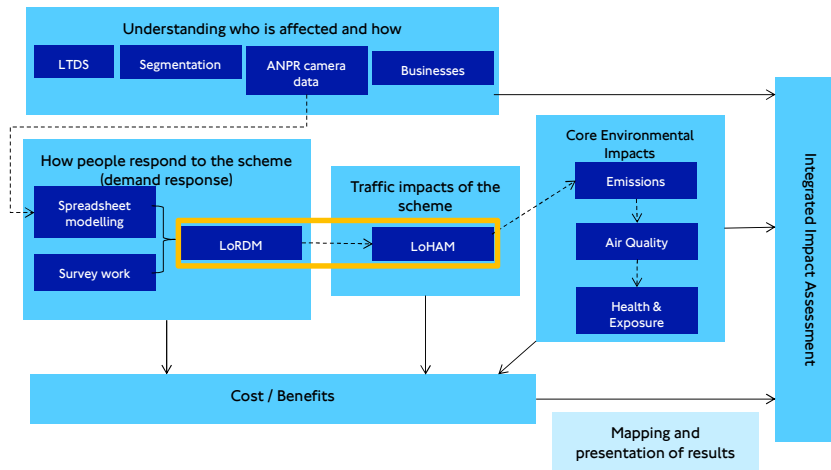 Understanding who is affected and how
LTDS
Segmentation
ANPR camera
data
Businesses
How people respond to the scheme
(demand response)
Spreadsheet
modelling
Survey work
LoRDM
Traffic impacts of the
scheme
LoHAM
Core Environmental
Impacts
Emissions
Air Quality
Health &
Exposure
Integrated Impact Assessment
Cost / Benefits
Mapping and
presentation of results